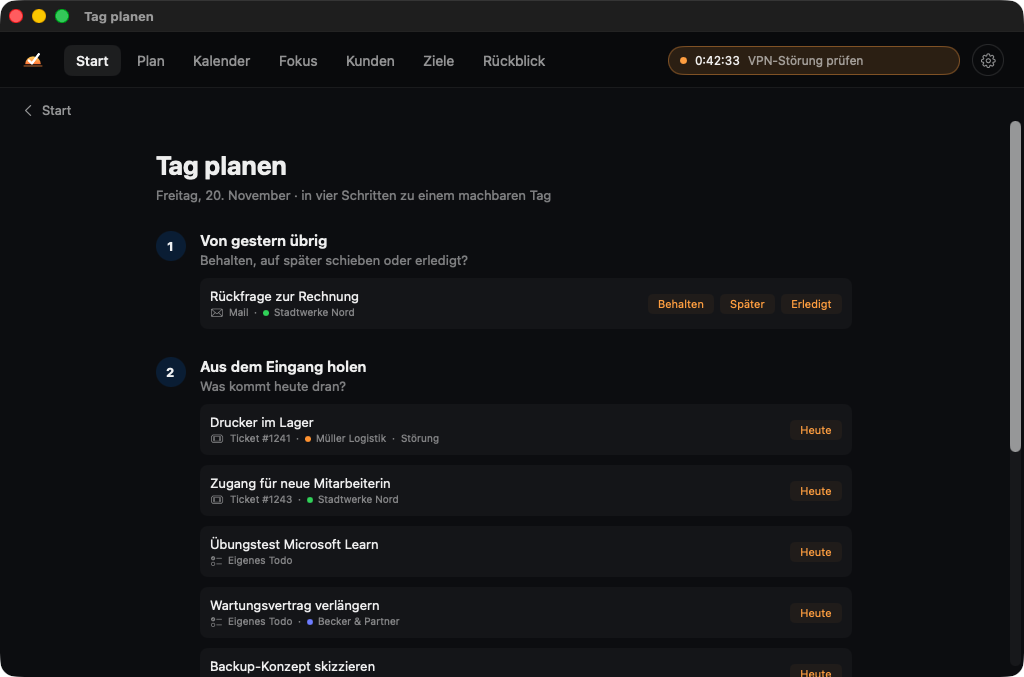 Tag planen
Start Plan Kalender Fokus Kunden Ziele Rückblick 0:42:33 VPN-Störung prüfen
Start
Tag planen
Freitag, 20. November · in vier Schritten zu einem machbaren Tag
1 Von gestern übrig
Behalten, auf später schieben oder erledigt?
Rückfrage zur Rechnung
Mail · Stadtwerke Nord
Behalten Später Erledigt
2 Aus dem Eingang holen
Was kommt heute dran?
Drucker im Lager
Ticket #1241 · Müller Logistik · Störung
Heute
Zugang für neue Mitarbeiterin
Ticket #1243 · Stadtwerke Nord
Heute
Übungstest Microsoft Learn
Eigenes Todo
Heute
Wartungsvertrag verlängern
Eigenes Todo · Becker & Partner
Heute
Backup-Konzept skizzieren
Heute